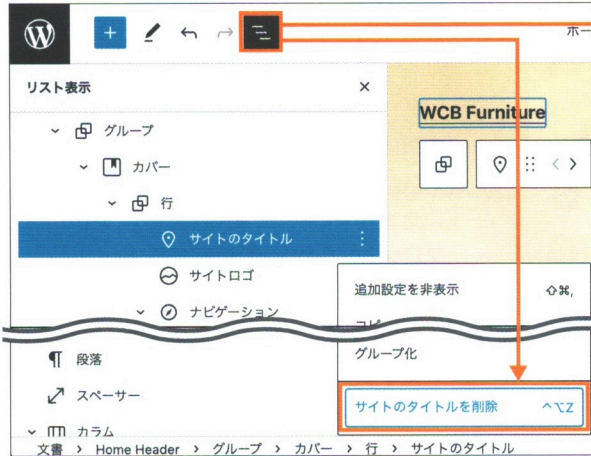 ホー
リスト表示
グループ
カバー
行
サイトのタイトル
サイトロゴ
ナビゲーション
段落
スペーサー
カラム
WCB Furniture
追加設定を非表示 ⇧⌘,
コピ
グループ化
サイトのタイトルを削除 ^⌥Z
文書 > Home Header > グループ > カバー > 行 > サイトのタイトル